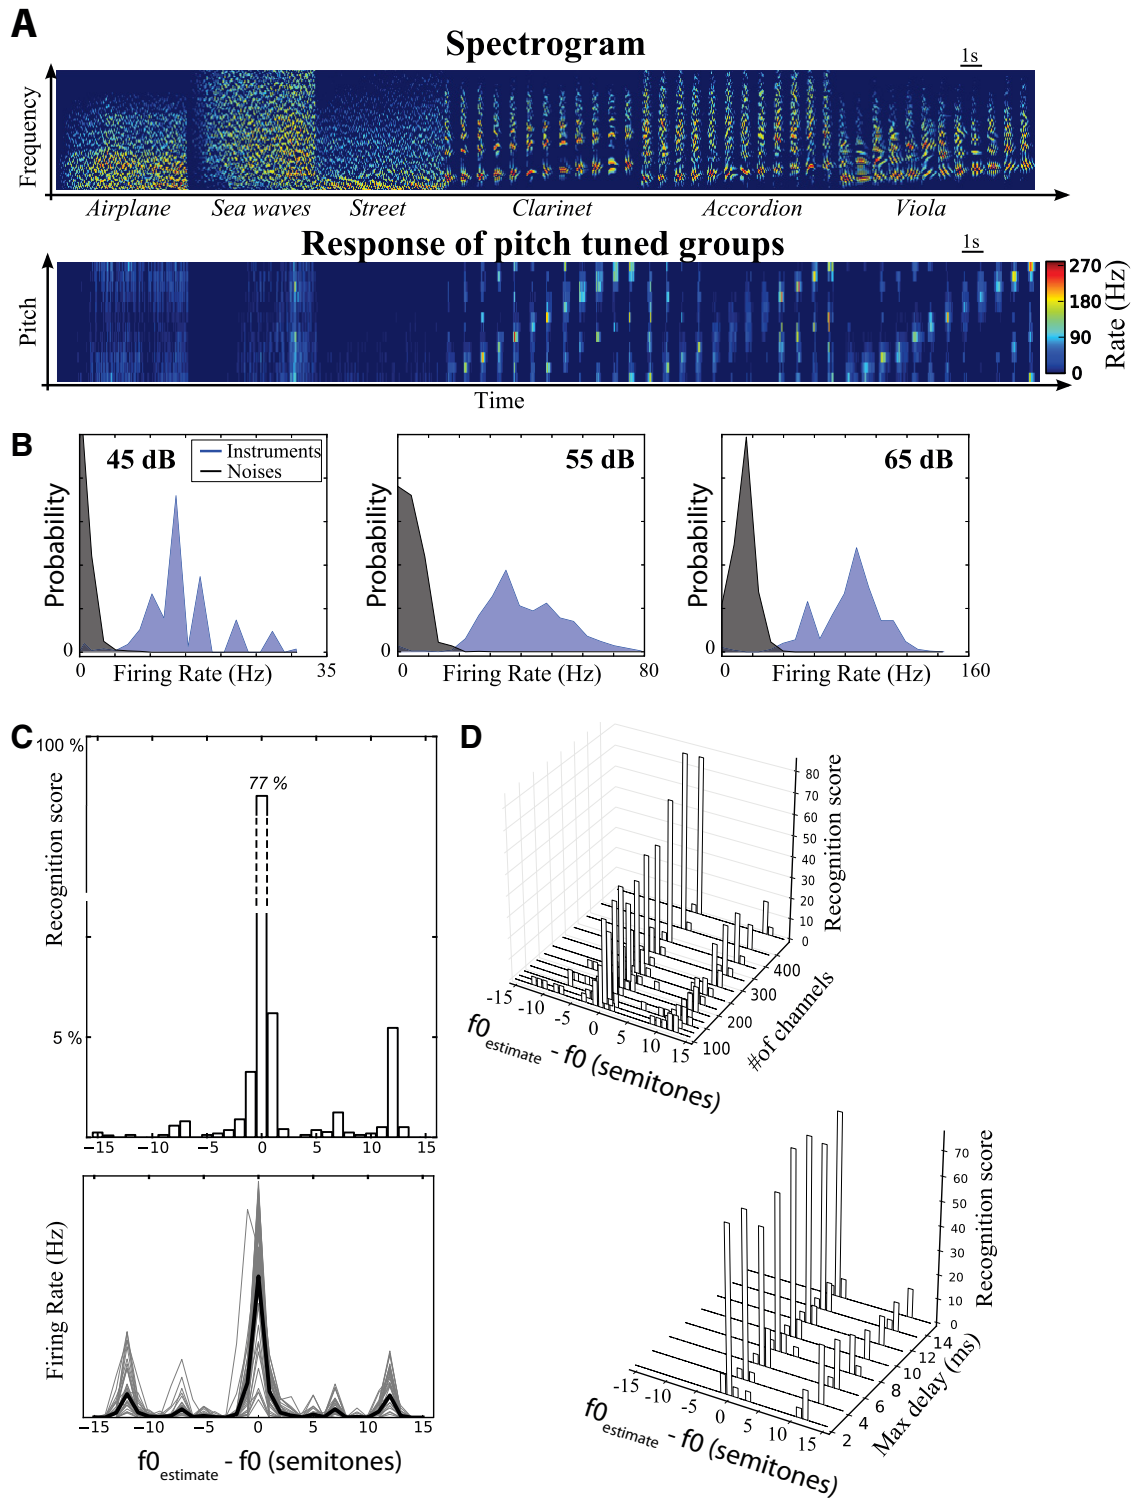 A
Spectrogram
1s
Frequency
Airplane Sea waves Street Clarinet Accordion Viola
Response of pitch tuned groups
1s
Pitch
270
180
90
0
Rate (Hz)
Time
B
45 dB
Instruments
Noises
Probability
0
0 Firing Rate (Hz) 35
55 dB
Probability
0 Firing Rate (Hz) 80
65 dB
Probability
0
0 Firing Rate (Hz) 160
C
100 %
77 %
Recognition score
5 %
−15 −10 −5 0 5 10 15
Firing Rate (Hz)
−15 −10 −5 0 5 10 15
f0estimate - f0 (semitones)
D
80
70
60
50
40
30
20
10
0
Recognition score
-15 -10 -5 0 5 10 15
f0estimate - f0 (semitones)
100 200 300 400
#of channels
70
60
50
40
30
20
10
0
Recognition score
-15 -10 -5 0 5 10 15
f0estimate - f0 (semitones)
2 4 6 8 10 12 14
Max delay (ms)